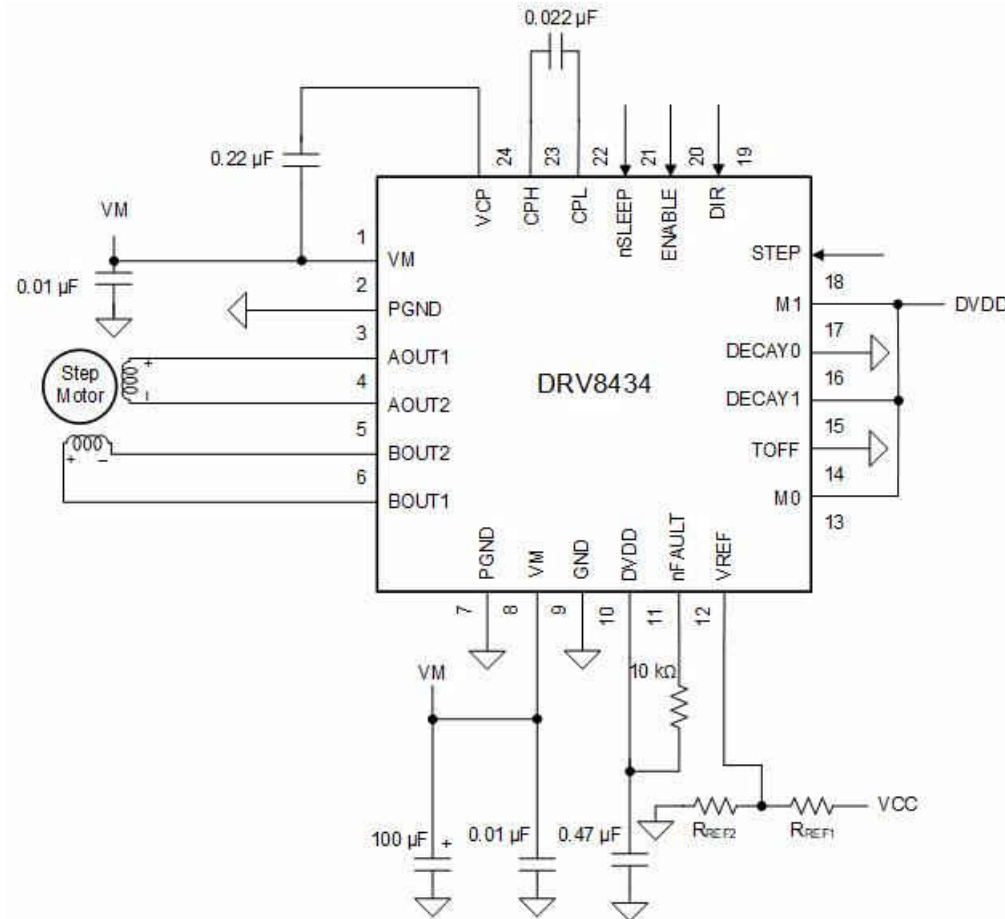 0.022 µF
24
23
22
21
20
19
0.22 µF
VCP
CPH
CPL
nSLEEP
ENABLE
DIR
VM
1
VM
STEP
0.01 µF
2
18
PGND
M1
DVDD
3
17
AOUT1
DECAY0
Step
Motor
+
–
4
DRV8434
16
AOUT2
DECAY1
5
15
BOUT2
TOFF
+
–
6
14
BOUT1
M0
13
PGND
VM
GND
DVDD
nFAULT
VREF
7
8
9
10
11
12
VM
10 kΩ
VCC
RREF2
RREF1
100 µF
+
0.01 µF
0.47 µF